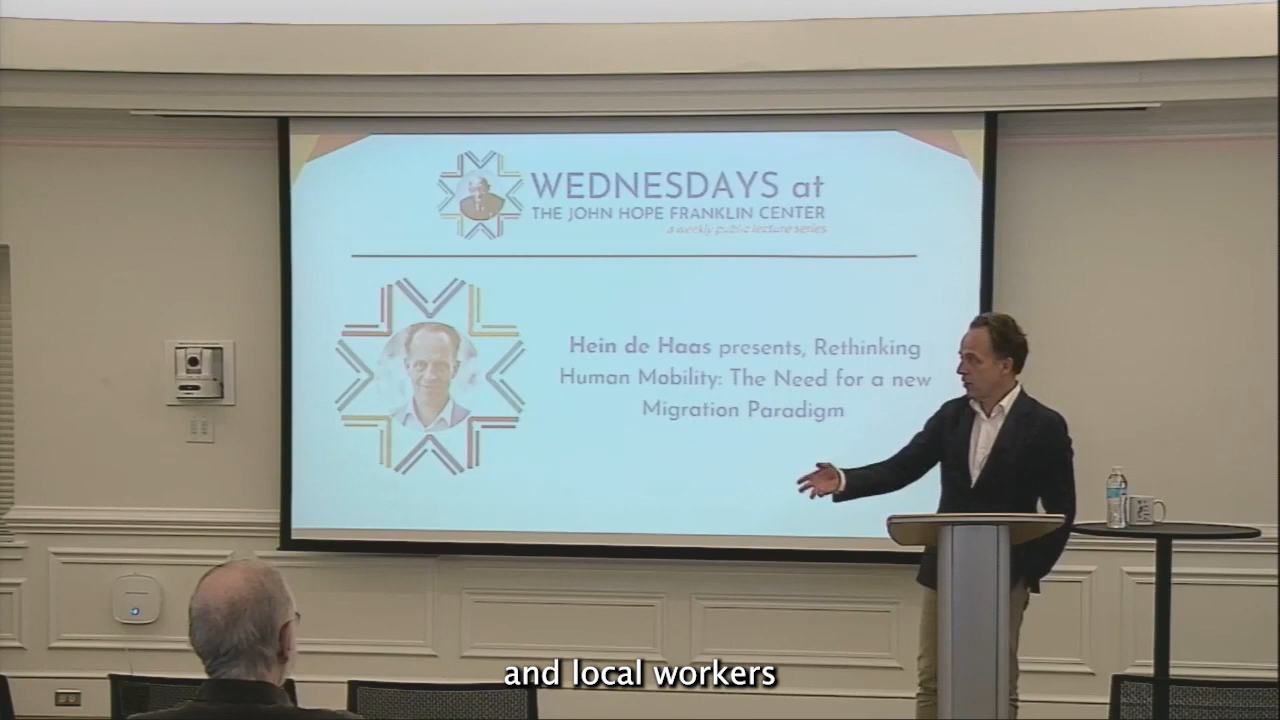 WEDNESDAYS at
THE JOHN HOPE FRANKLIN CENTER
a weekly public lecture series
Hein de Haas presents, Rethinking
Human Mobility: The Need for a new
Migration Paradigm
and local workers